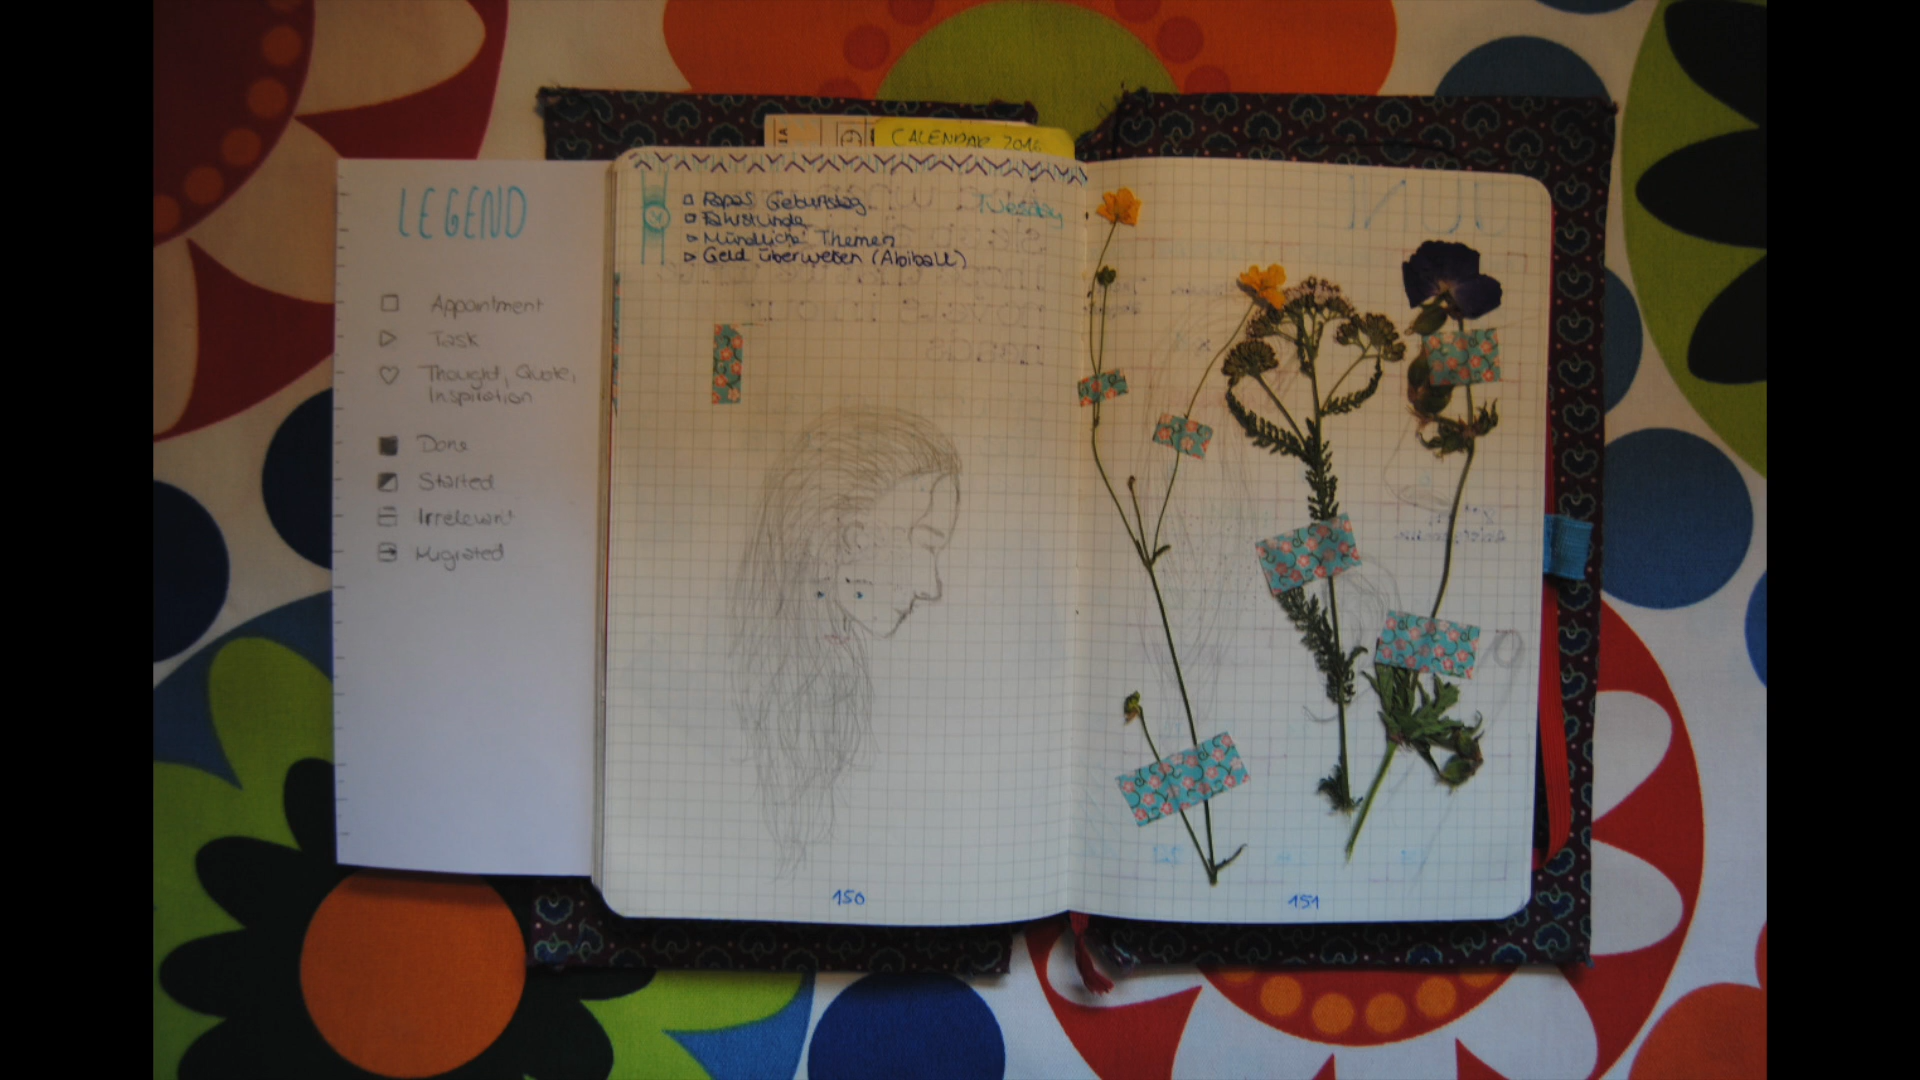 CALENDAR 2016
LEGEND
Appointment
Task
Thought, Quote,
Inspiration
Done
Started
Irrelevant
Migrated
Tuesday
Papas Geburtstag
Fahrstunde
Mündliche Themen
Geld überweisen (Abiball)
JUNI
150
151